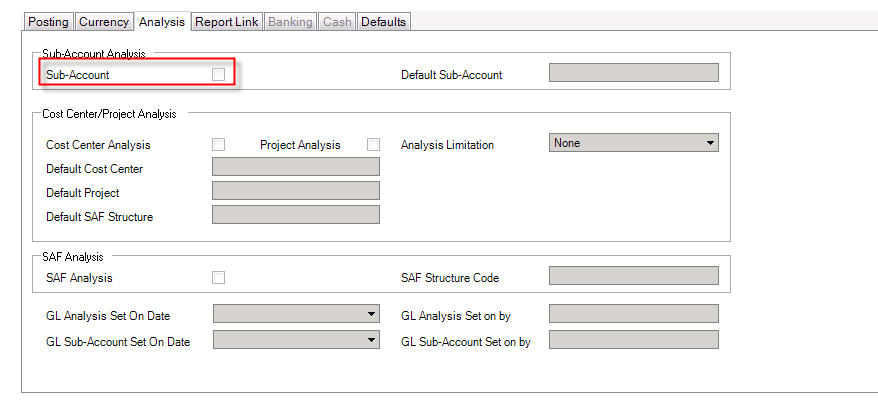 Posting Currency Analysis Report Link Banking Cash Defaults
Sub-Account Analysis
Sub-Account Default Sub-Account
Cost Center/Project Analysis
Cost Center Analysis Project Analysis Analysis Limitation None
Default Cost Center
Default Project
Default SAF Structure
SAF Analysis
SAF Analysis SAF Structure Code
GL Analysis Set On Date GL Analysis Set on by
GL Sub-Account Set On Date GL Sub-Account Set on by